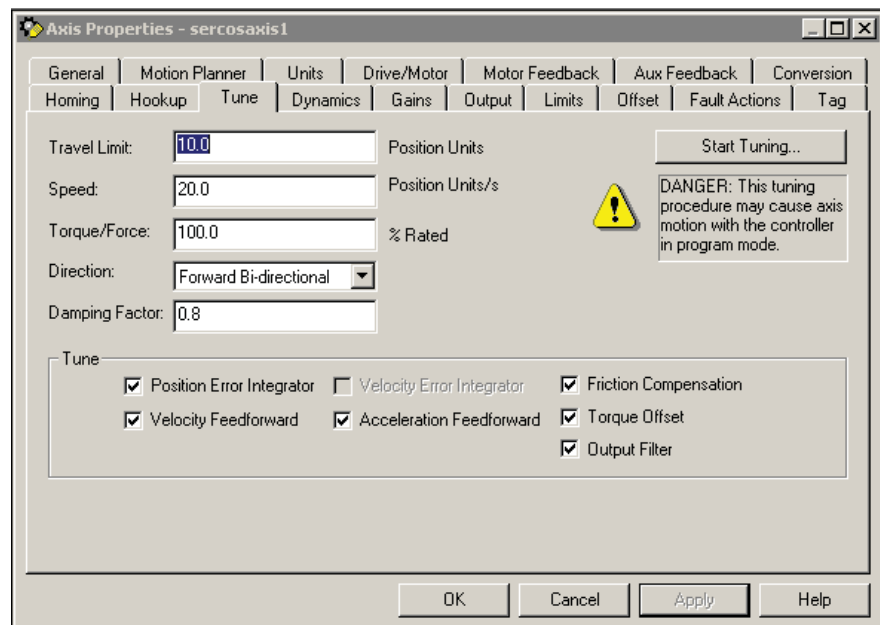 Axis Properties - sercosaxis1
General Motion Planner Units Drive/Motor Motor Feedback Aux Feedback Conversion
Homing Hookup Tune Dynamics Gains Output Limits Offset Fault Actions Tag
Travel Limit: 10.0 Position Units
Speed: 20.0 Position Units/s
Torque/Force: 100.0 % Rated
Direction: Forward Bi-directional
Damping Factor: 0.8
Start Tuning...
DANGER: This tuning
procedure may cause axis
motion with the controller
in program mode.
Tune
Position Error Integrator Velocity Error Integrator Friction Compensation
Velocity Feedforward Acceleration Feedforward Torque Offset
Output Filter
OK Cancel Apply Help